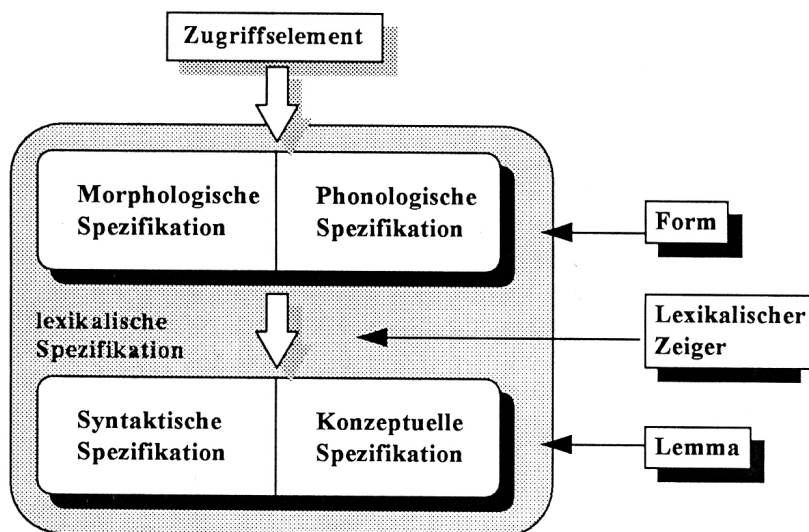 Zugriffselement
Morphologische
Spezifikation
Phonologische
Spezifikation
Form
lexikalische
Spezifikation
Lexikalischer
Zeiger
Syntaktische
Spezifikation
Konzeptuelle
Spezifikation
Lemma